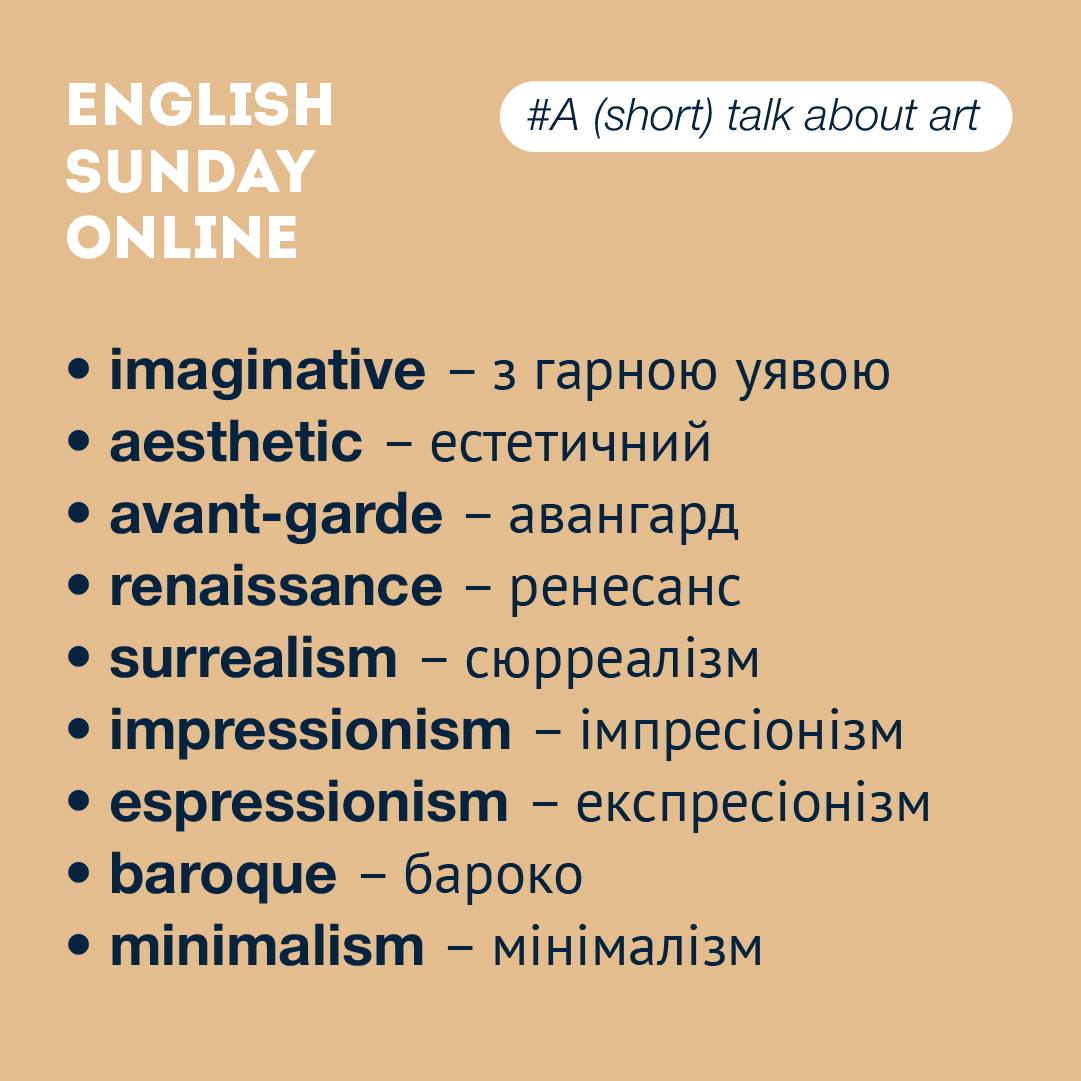 ENGLISH
SUNDAY
ONLINE
#A (short) talk about art
• imaginative – з гарною уявою
• aesthetic – естетичний
• avant-garde – авангард
• renaissance – ренесанс
• surrealism – сюрреалізм
• impressionism – імпресіонізм
• espressionism – експресіонізм
• baroque – бароко
• minimalism – мінімалізм